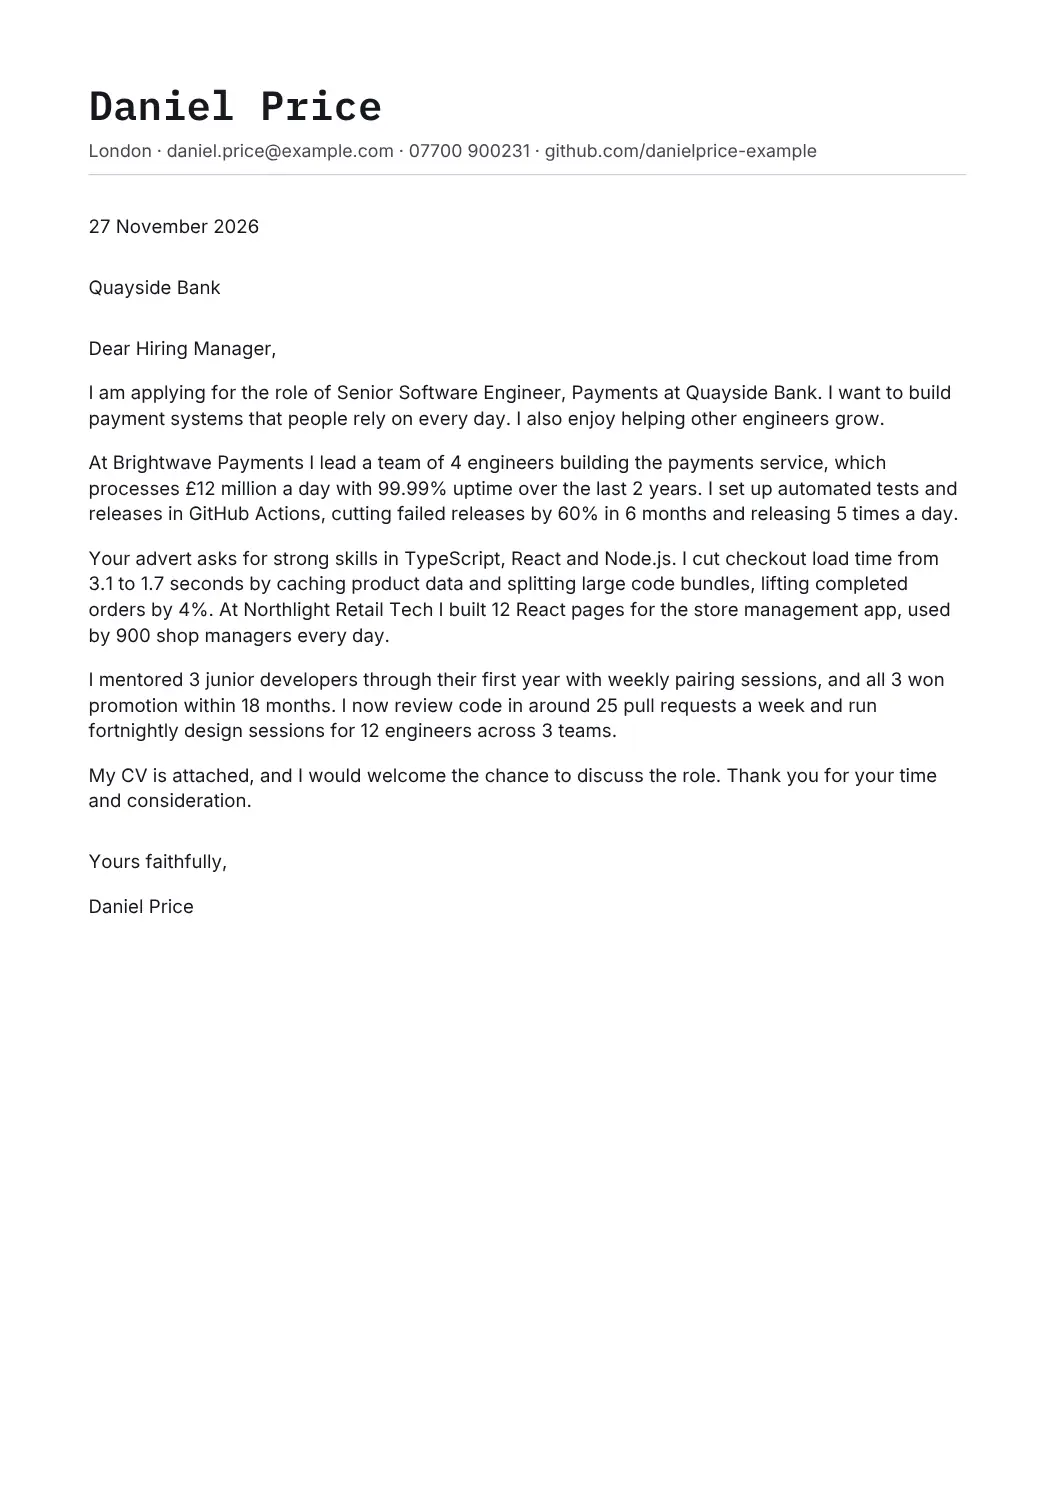 Daniel Price
London · daniel.price@example.com · 07700 900231 · github.com/danielprice-example
27 November 2026
Quayside Bank
Dear Hiring Manager,
I am applying for the role of Senior Software Engineer, Payments at Quayside Bank. I want to build
payment systems that people rely on every day. I also enjoy helping other engineers grow.
At Brightwave Payments I lead a team of 4 engineers building the payments service, which
processes £12 million a day with 99.99% uptime over the last 2 years. I set up automated tests and
releases in GitHub Actions, cutting failed releases by 60% in 6 months and releasing 5 times a day.
Your advert asks for strong skills in TypeScript, React and Node.js. I cut checkout load time from
3.1 to 1.7 seconds by caching product data and splitting large code bundles, lifting completed
orders by 4%. At Northlight Retail Tech I built 12 React pages for the store management app, used
by 900 shop managers every day.
I mentored 3 junior developers through their first year with weekly pairing sessions, and all 3 won
promotion within 18 months. I now review code in around 25 pull requests a week and run
fortnightly design sessions for 12 engineers across 3 teams.
My CV is attached, and I would welcome the chance to discuss the role. Thank you for your time
and consideration.
Yours faithfully,
Daniel Price